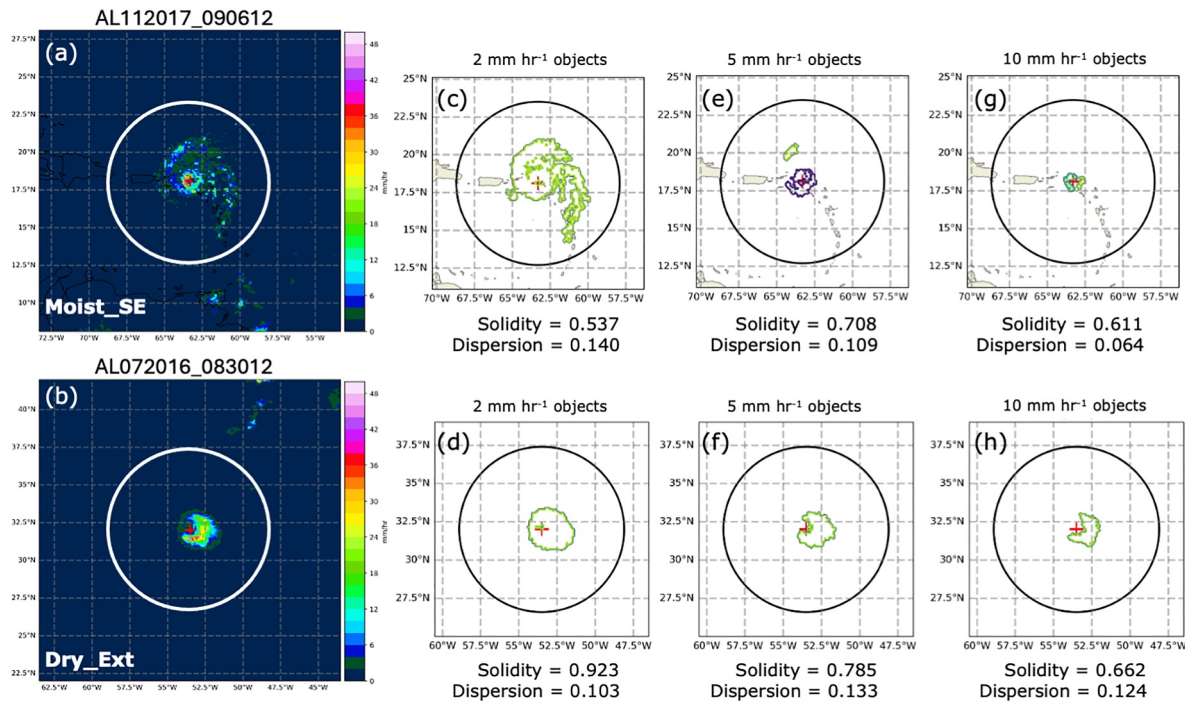 AL112017_090612
(a)
27.5°N
25°N
22.5°N
20°N
17.5°N
15°N
12.5°N
10°N
Moist_SE
72.5°W 70°W 67.5°W 65°W 62.5°W 60°W 57.5°W 55°W
48
42
36
30
24
18
12
6
0
mm/hr
2 mm hr⁻¹ objects
(c)
25°N
22.5°N
20°N
17.5°N
15°N
12.5°N
70°W 67.5°W 65°W 62.5°W 60°W 57.5°W
Solidity = 0.537
Dispersion = 0.140
5 mm hr⁻¹ objects
(e)
25°N
22.5°N
20°N
17.5°N
15°N
12.5°N
70°W 67.5°W 65°W 62.5°W 60°W 57.5°W
Solidity = 0.708
Dispersion = 0.109
10 mm hr⁻¹ objects
(g)
25°N
22.5°N
20°N
17.5°N
15°N
12.5°N
70°W 67.5°W 65°W 62.5°W 60°W 57.5°W
Solidity = 0.611
Dispersion = 0.064
AL072016_083012
(b)
40°N
37.5°N
35°N
32.5°N
30°N
27.5°N
25°N
22.5°N
Dry_Ext
62.5°W 60°W 57.5°W 55°W 52.5°W 50°W 47.5°W 45°W
48
42
36
30
24
18
12
6
0
mm/hr
2 mm hr⁻¹ objects
(d)
37.5°N
35°N
32.5°N
30°N
27.5°N
60°W 57.5°W 55°W 52.5°W 50°W 47.5°W
Solidity = 0.923
Dispersion = 0.103
5 mm hr⁻¹ objects
(f)
37.5°N
35°N
32.5°N
30°N
27.5°N
60°W 57.5°W 55°W 52.5°W 50°W 47.5°W
Solidity = 0.785
Dispersion = 0.133
10 mm hr⁻¹ objects
(h)
37.5°N
35°N
32.5°N
30°N
27.5°N
60°W 57.5°W 55°W 52.5°W 50°W 47.5°W
Solidity = 0.662
Dispersion = 0.124